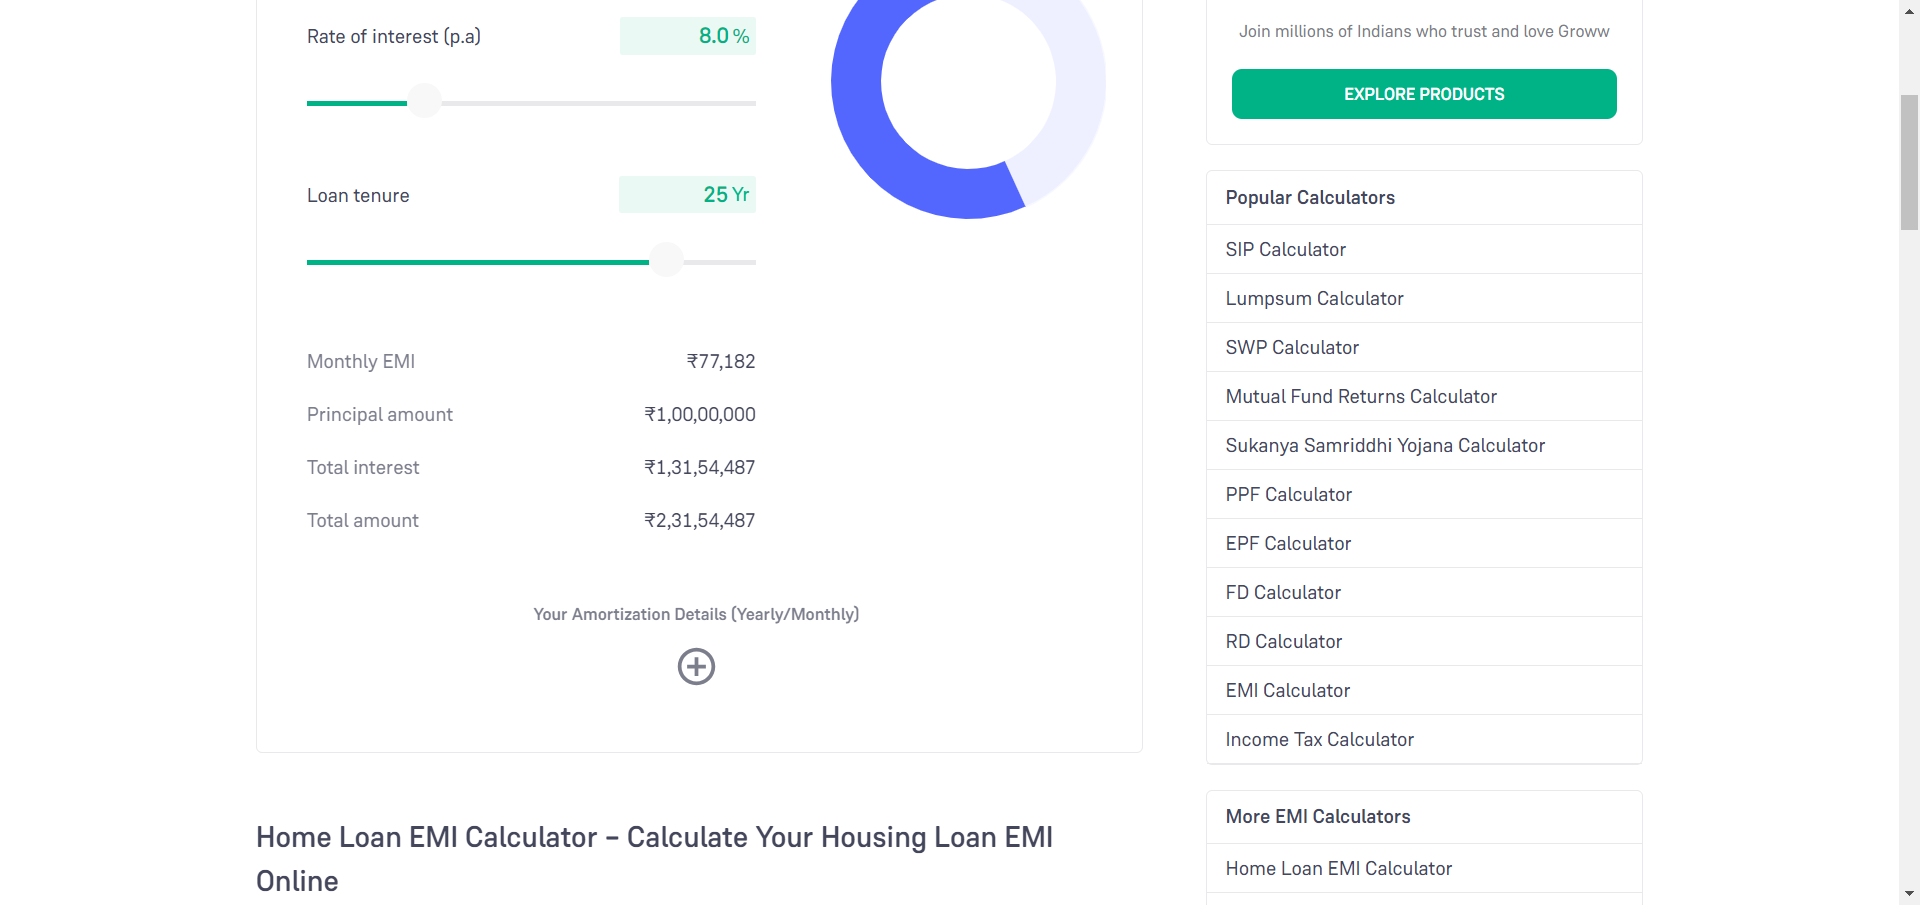 Rate of interest (p.a)
8.0 %
Loan tenure
25 Yr
Monthly EMI
₹77,182
Principal amount
₹1,00,00,000
Total interest
₹1,31,54,487
Total amount
₹2,31,54,487
Your Amortization Details (Yearly/Monthly)
Home Loan EMI Calculator – Calculate Your Housing Loan EMI
Online
Join millions of Indians who trust and love Groww
EXPLORE PRODUCTS
Popular Calculators
SIP Calculator
Lumpsum Calculator
SWP Calculator
Mutual Fund Returns Calculator
Sukanya Samriddhi Yojana Calculator
PPF Calculator
EPF Calculator
FD Calculator
RD Calculator
EMI Calculator
Income Tax Calculator
More EMI Calculators
Home Loan EMI Calculator